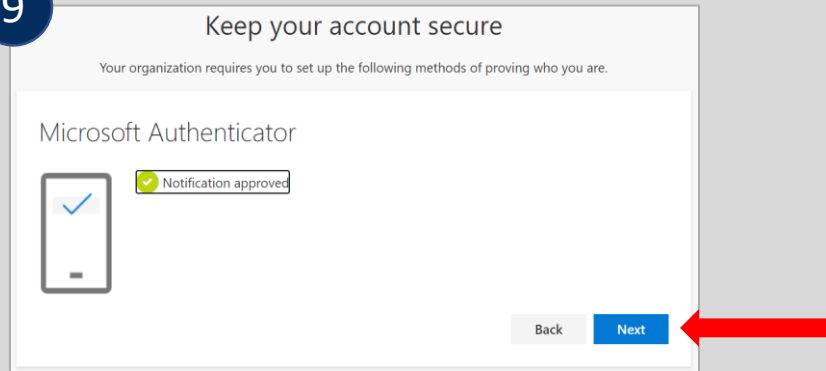 9
Keep your account secure
Your organization requires you to set up the following methods of proving who you are.
Microsoft Authenticator
Notification approved
Back Next